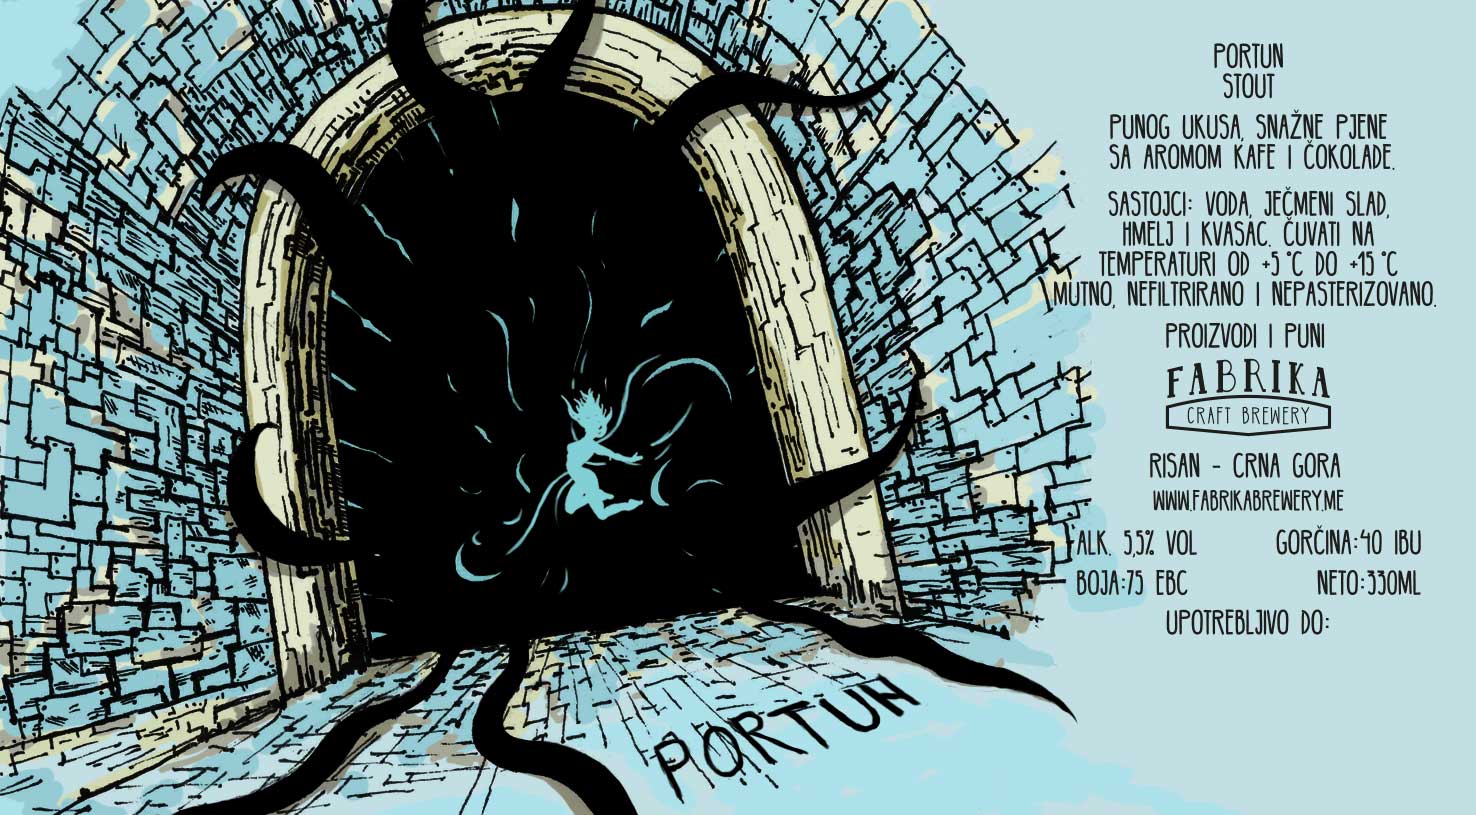 PORTUN
STOUT
PUNOG UKUSA, SNAŽNE PJENE
SA AROMOM KAFE I ČOKOLADE.
SASTOJCI: VODA, JEČMENI SLAD,
HMELJ I KVASAC. ČUVATI NA
TEMPERATURI OD +5°C DO +15°C
MUTNO, NEFILTRIRANO I NEPASTERIZOVANO.
PROIZVODI I PUNI
FABRIKA
CRAFT BREWERY
RISAN - CRNA GORA
WWW.FABRIKABREWERY.ME
ALK. 5,5% VOL GORČINA:40 IBU
BOJA:75 EBC NETO:330ML
UPOTREBLJIVO DO:
PORTUN